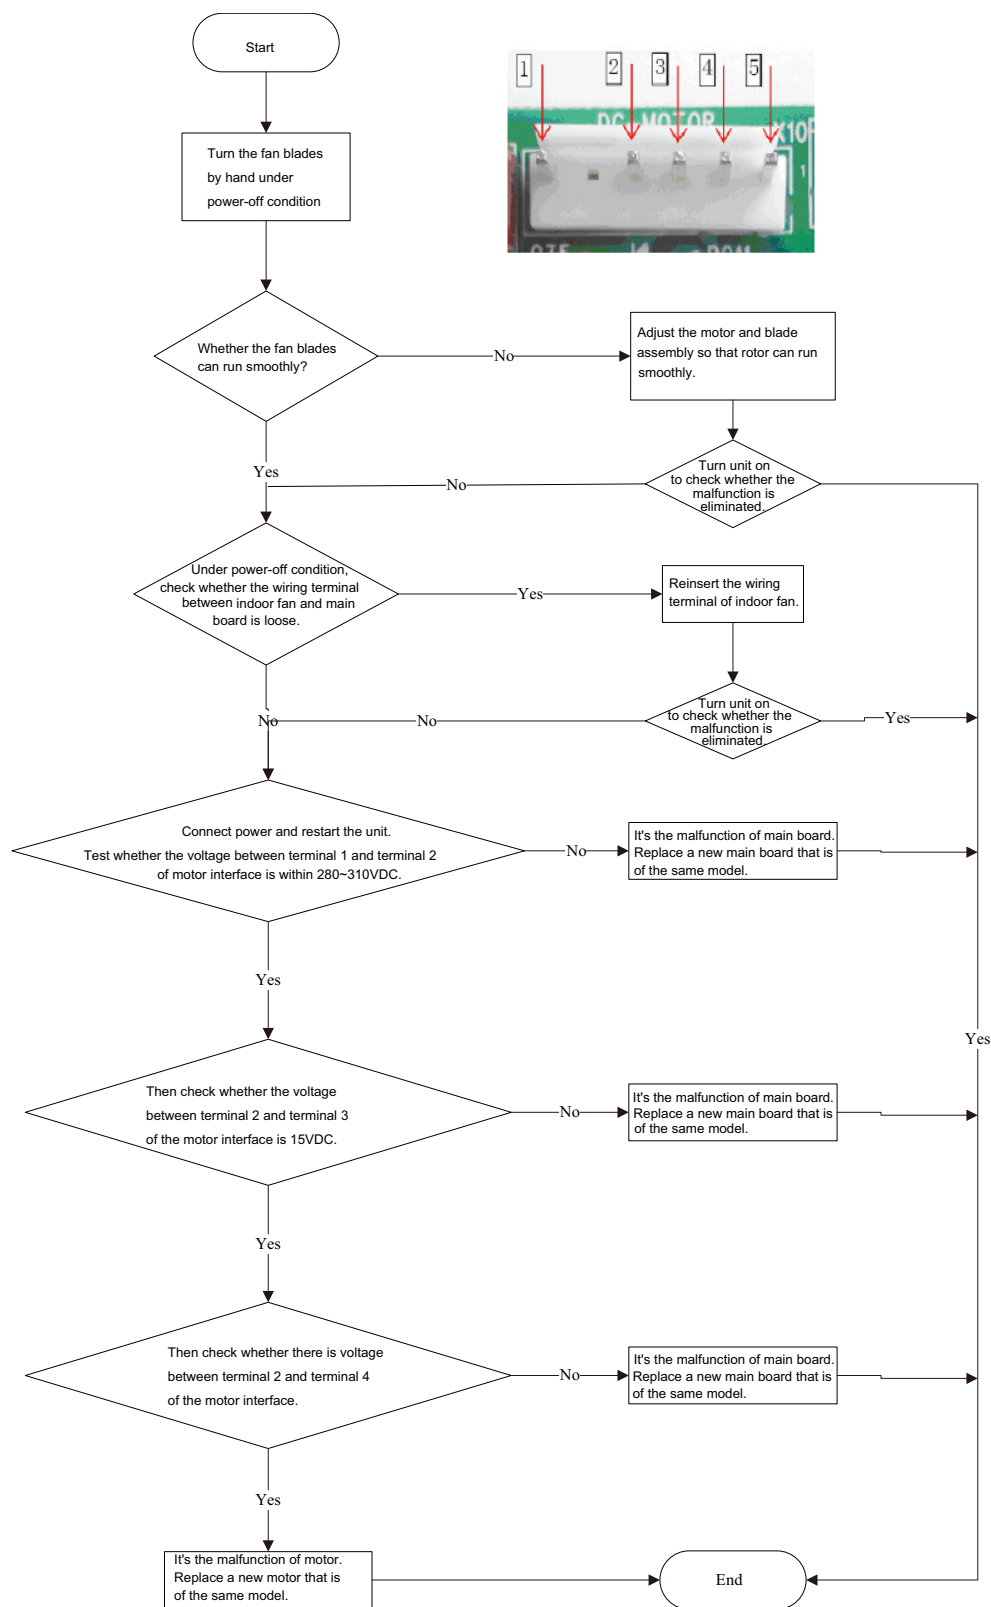 Start
1
2
3
4
5
DC MOTOR
1
Turn the fan blades
by hand under
power-off condition
Whether the fan blades
can run smoothly?
No
Adjust the motor and blade
assembly so that rotor can run
smoothly.
Yes
Turn unit on
to check whether the
malfunction is
eliminated.
No
Under power-off condition,
check whether the wiring terminal
between indoor fan and main
board is loose.
Yes
Reinsert the wiring
terminal of indoor fan.
Turn unit on
to check whether the
malfunction is
eliminated.
Yes
No
No
Connect power and restart the unit.
Test whether the voltage between terminal 1 and terminal 2
of motor interface is within 280~310VDC.
No
It's the malfunction of main board.
Replace a new main board that is
of the same model.
Yes
Yes
Then check whether the voltage
between terminal 2 and terminal 3
of the motor interface is 15VDC.
No
It's the malfunction of main board.
Replace a new main board that is
of the same model.
Yes
Then check whether there is voltage
between terminal 2 and terminal 4
of the motor interface.
No
It's the malfunction of main board.
Replace a new main board that is
of the same model.
Yes
It's the malfunction of motor.
Replace a new motor that is
of the same model.
End